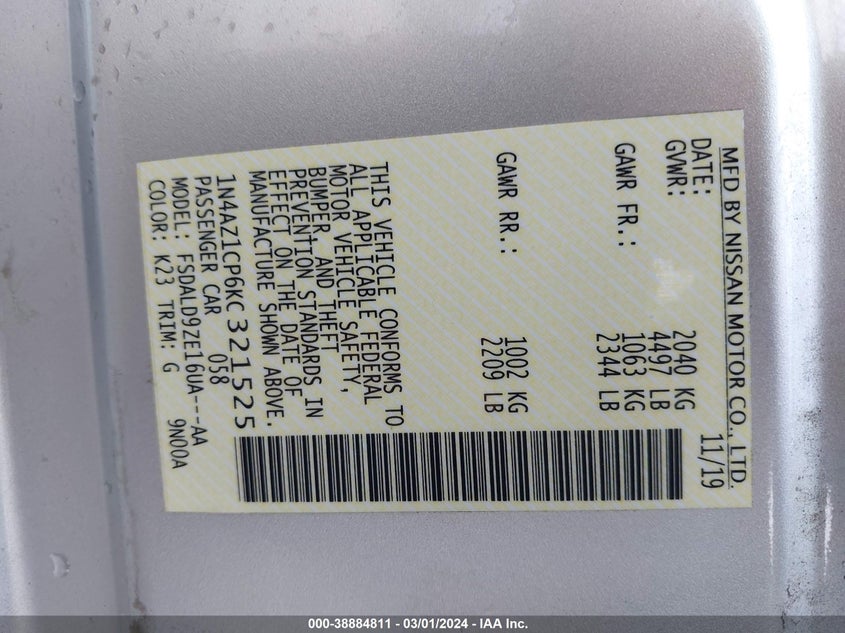 MFD BY NISSAN MOTOR CO., LTD.
DATE: 11/19
GVWR: 2040 KG
4497 LB
GAWR FR.: 1063 KG
2344 LB
GAWR RR.: 1002 KG
2209 LB
THIS VEHICLE CONFORMS TO
ALL APPLICABLE FEDERAL
MOTOR VEHICLE SAFETY,
BUMPER, AND THEFT
PREVENTION STANDARDS IN
EFFECT ON THE DATE OF
MANUFACTURE SHOWN ABOVE.
1N4AZ1CP6KC321525
PASSENGER CAR 058
MODEL: FSDALD9ZE16UA---AA
COLOR: K23 TRIM: G 9N00A
000-38884811 - 03/01/2024 - IAA Inc.